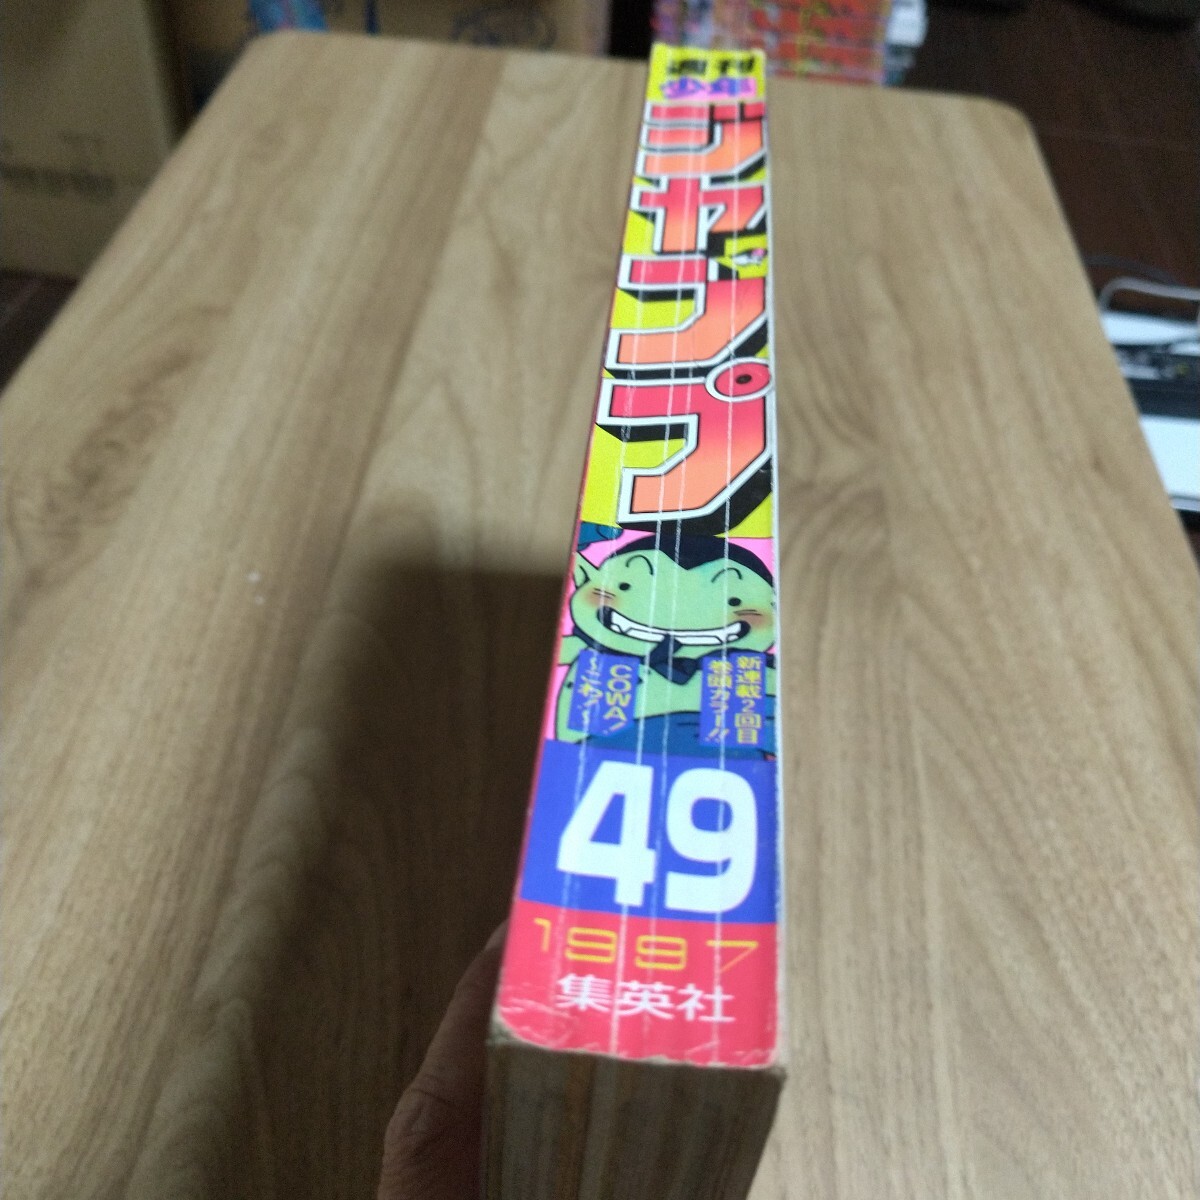 週刊
少年
ジャンプ
新連載2回目
巻頭カラー!!
COWA!
〜こわっ〜
49
1997
集英社